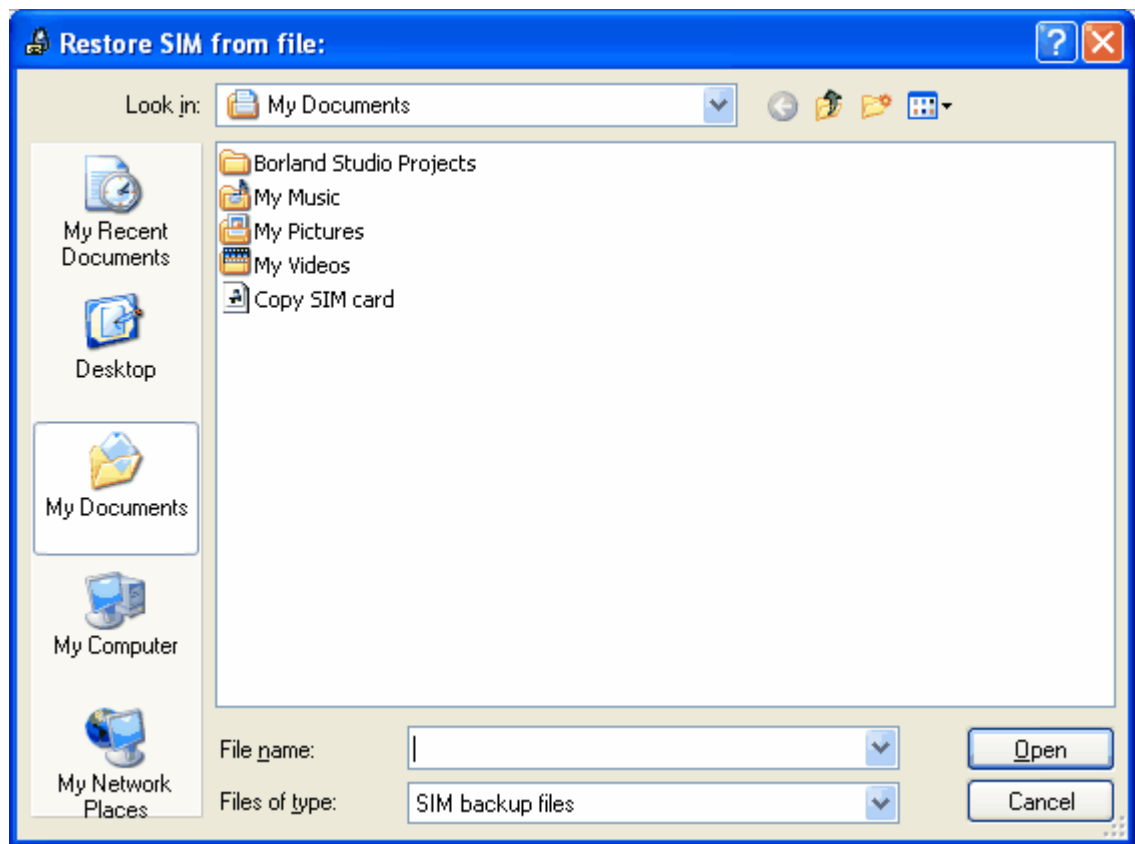 Restore SIM from file:
Look in:
My Documents
My Recent
Documents
Desktop
My Documents
My Computer
My Network
Places
Borland Studio Projects
My Music
My Pictures
My Videos
Copy SIM card
File name:
Open
Files of type:
SIM backup files
Cancel